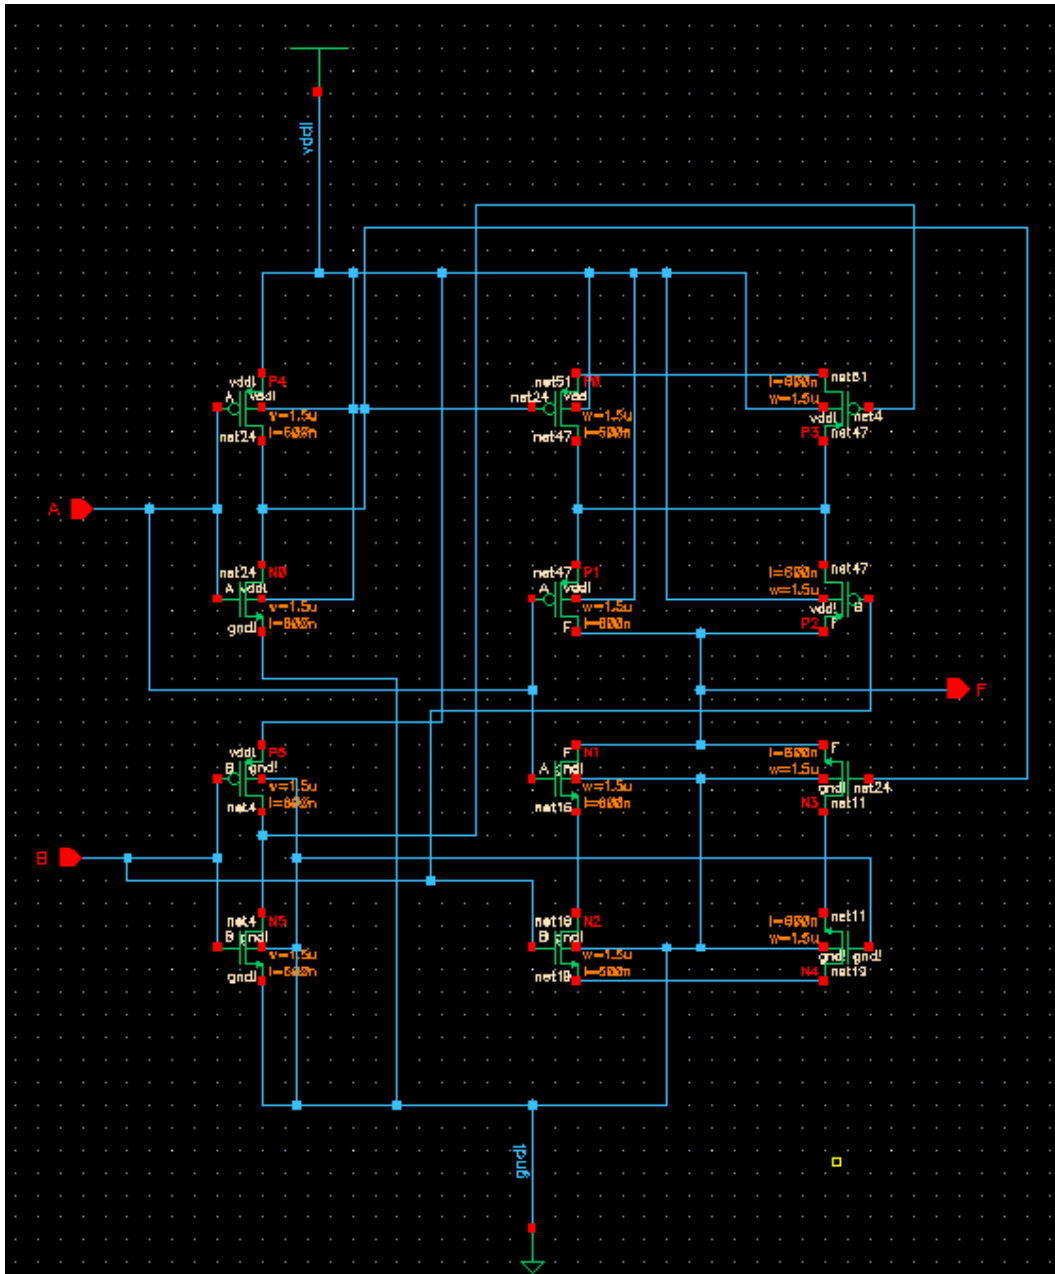 vdd!
vdd! P4
A vdd!
w=1.5u
l=600n
net24
net51 P0
net24 vdd!
w=1.5u
l=600n
net47
l=600n net51
w=1.5u
vdd! net4
P3 net47
A
net24 N0
A vdd!
w=1.5u
l=600n
gnd!
net47 P1
A vdd!
w=1.5u
l=600n
F
l=600n net47
w=1.5u
vdd! B
P2 F
F
vdd!
B gnd!
w=1.5u
l=600n
net4
F N1
A gnd!
w=1.5u
l=600n
net16
l=600n F
w=1.5u
gnd! net24
N3 net11
B
net4 N5
B gnd!
w=1.5u
l=600n
gnd!
net16 N2
B gnd!
w=1.5u
l=600n
net19
l=600n net11
w=1.5u
gnd! gnd!
N4 net19
gnd!